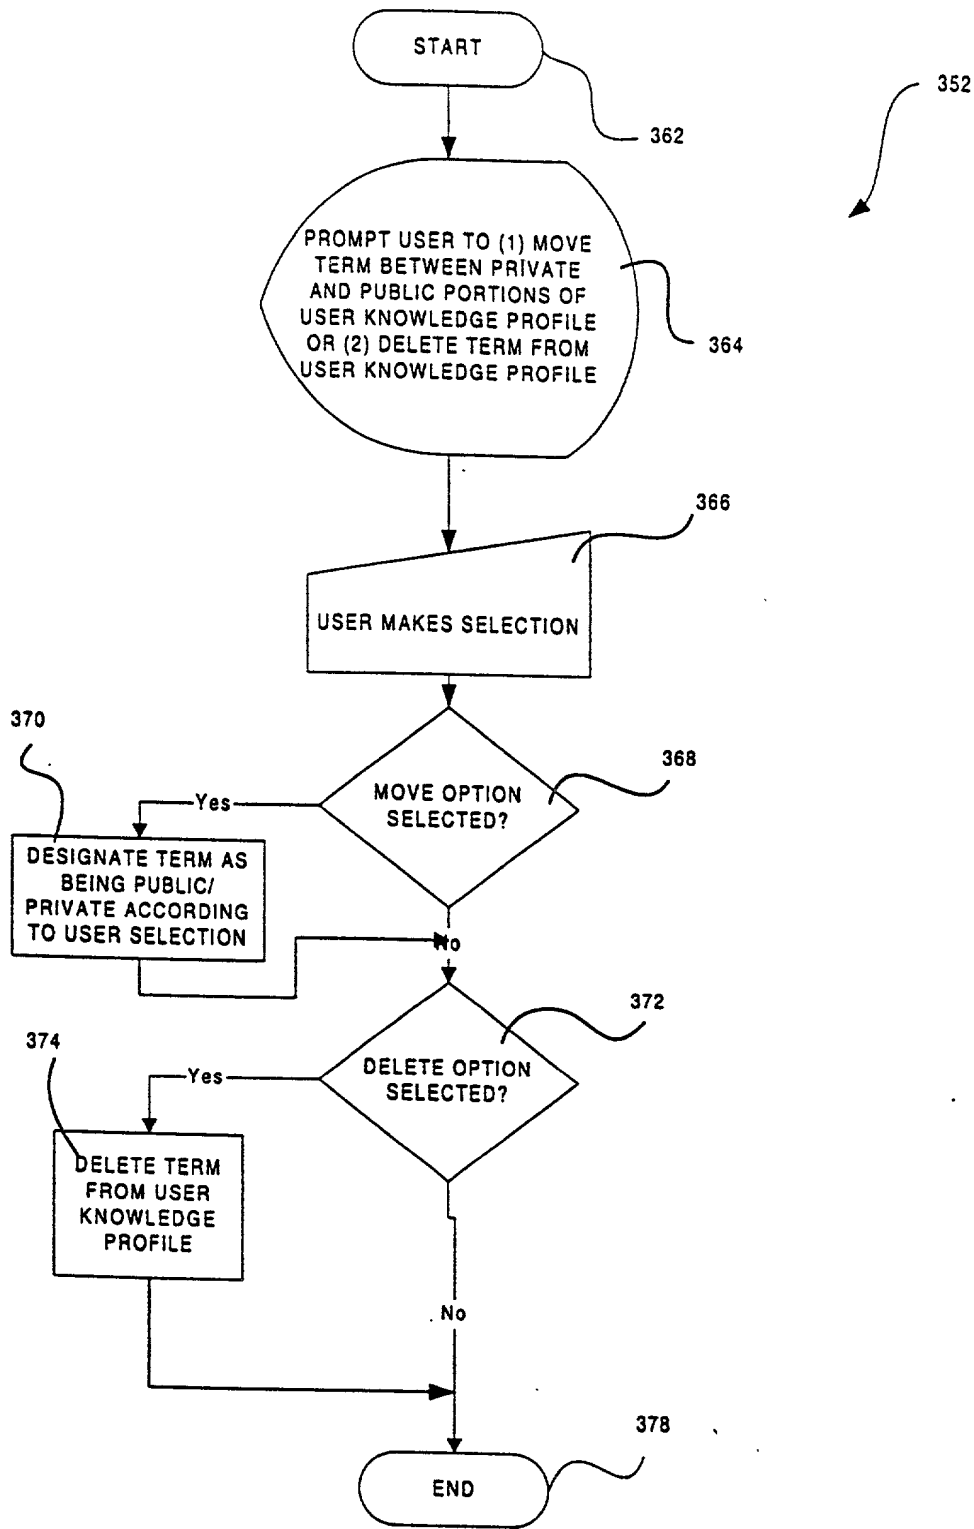 START
352
362
PROMPT USER TO (1) MOVE
TERM BETWEEN PRIVATE
AND PUBLIC PORTIONS OF
USER KNOWLEDGE PROFILE
OR (2) DELETE TERM FROM
USER KNOWLEDGE PROFILE
364
366
USER MAKES SELECTION
370
368
MOVE OPTION
SELECTED?
Yes
DESIGNATE TERM AS
BEING PUBLIC/
PRIVATE ACCORDING
TO USER SELECTION
No
372
374
DELETE OPTION
SELECTED?
Yes
DELETE TERM
FROM USER
KNOWLEDGE
PROFILE
No
378
END